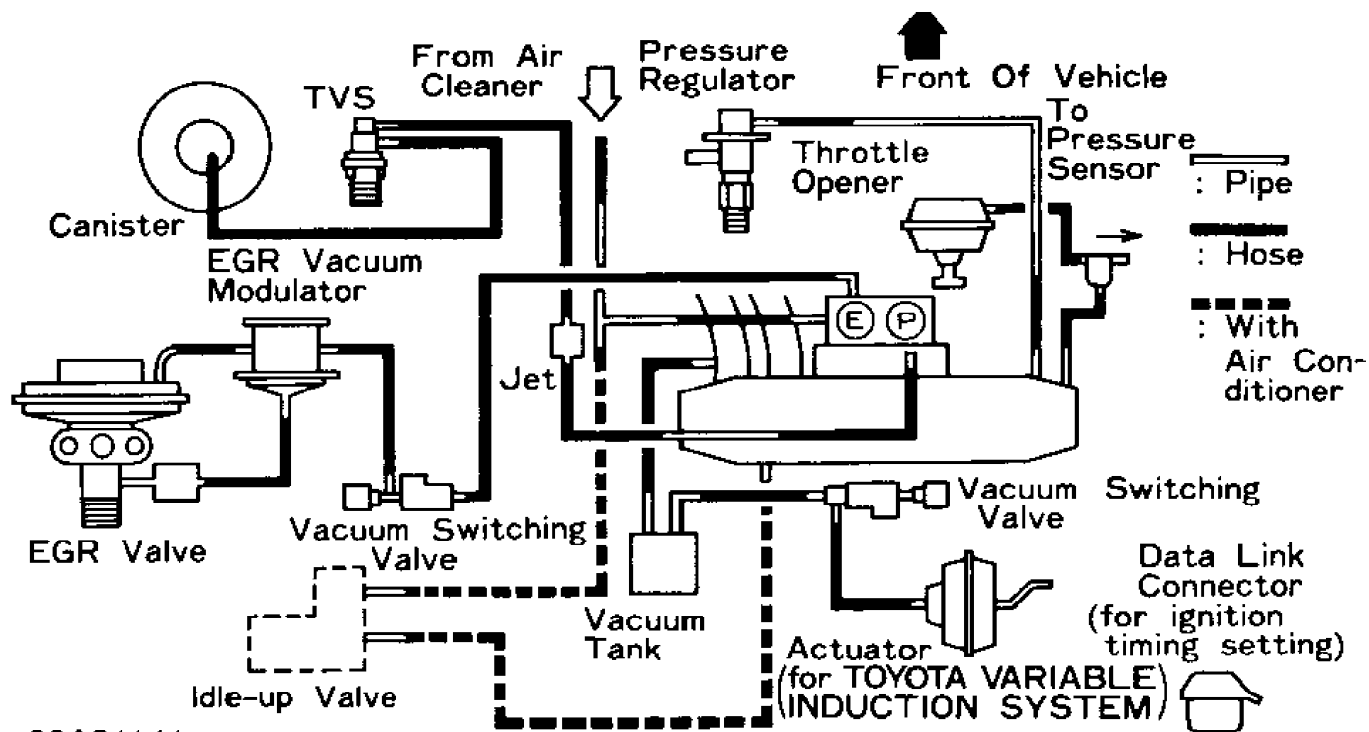 From Air
Cleaner
Pressure
Regulator
Front Of Vehicle
TVS
To
Pressure
Sensor
Throttle
Opener
: Pipe
Canister
EGR Vacuum
Modulator
: Hose
E P
: With
Air Con-
ditioner
Jet
Vacuum Switching
Valve
EGR Valve
Vacuum Switching
Valve
Data Link
Connector
(for ignition
timing setting)
Vacuum
Tank
Actuator
(for TOYOTA VARIABLE
INDUCTION SYSTEM)
Idle-up Valve